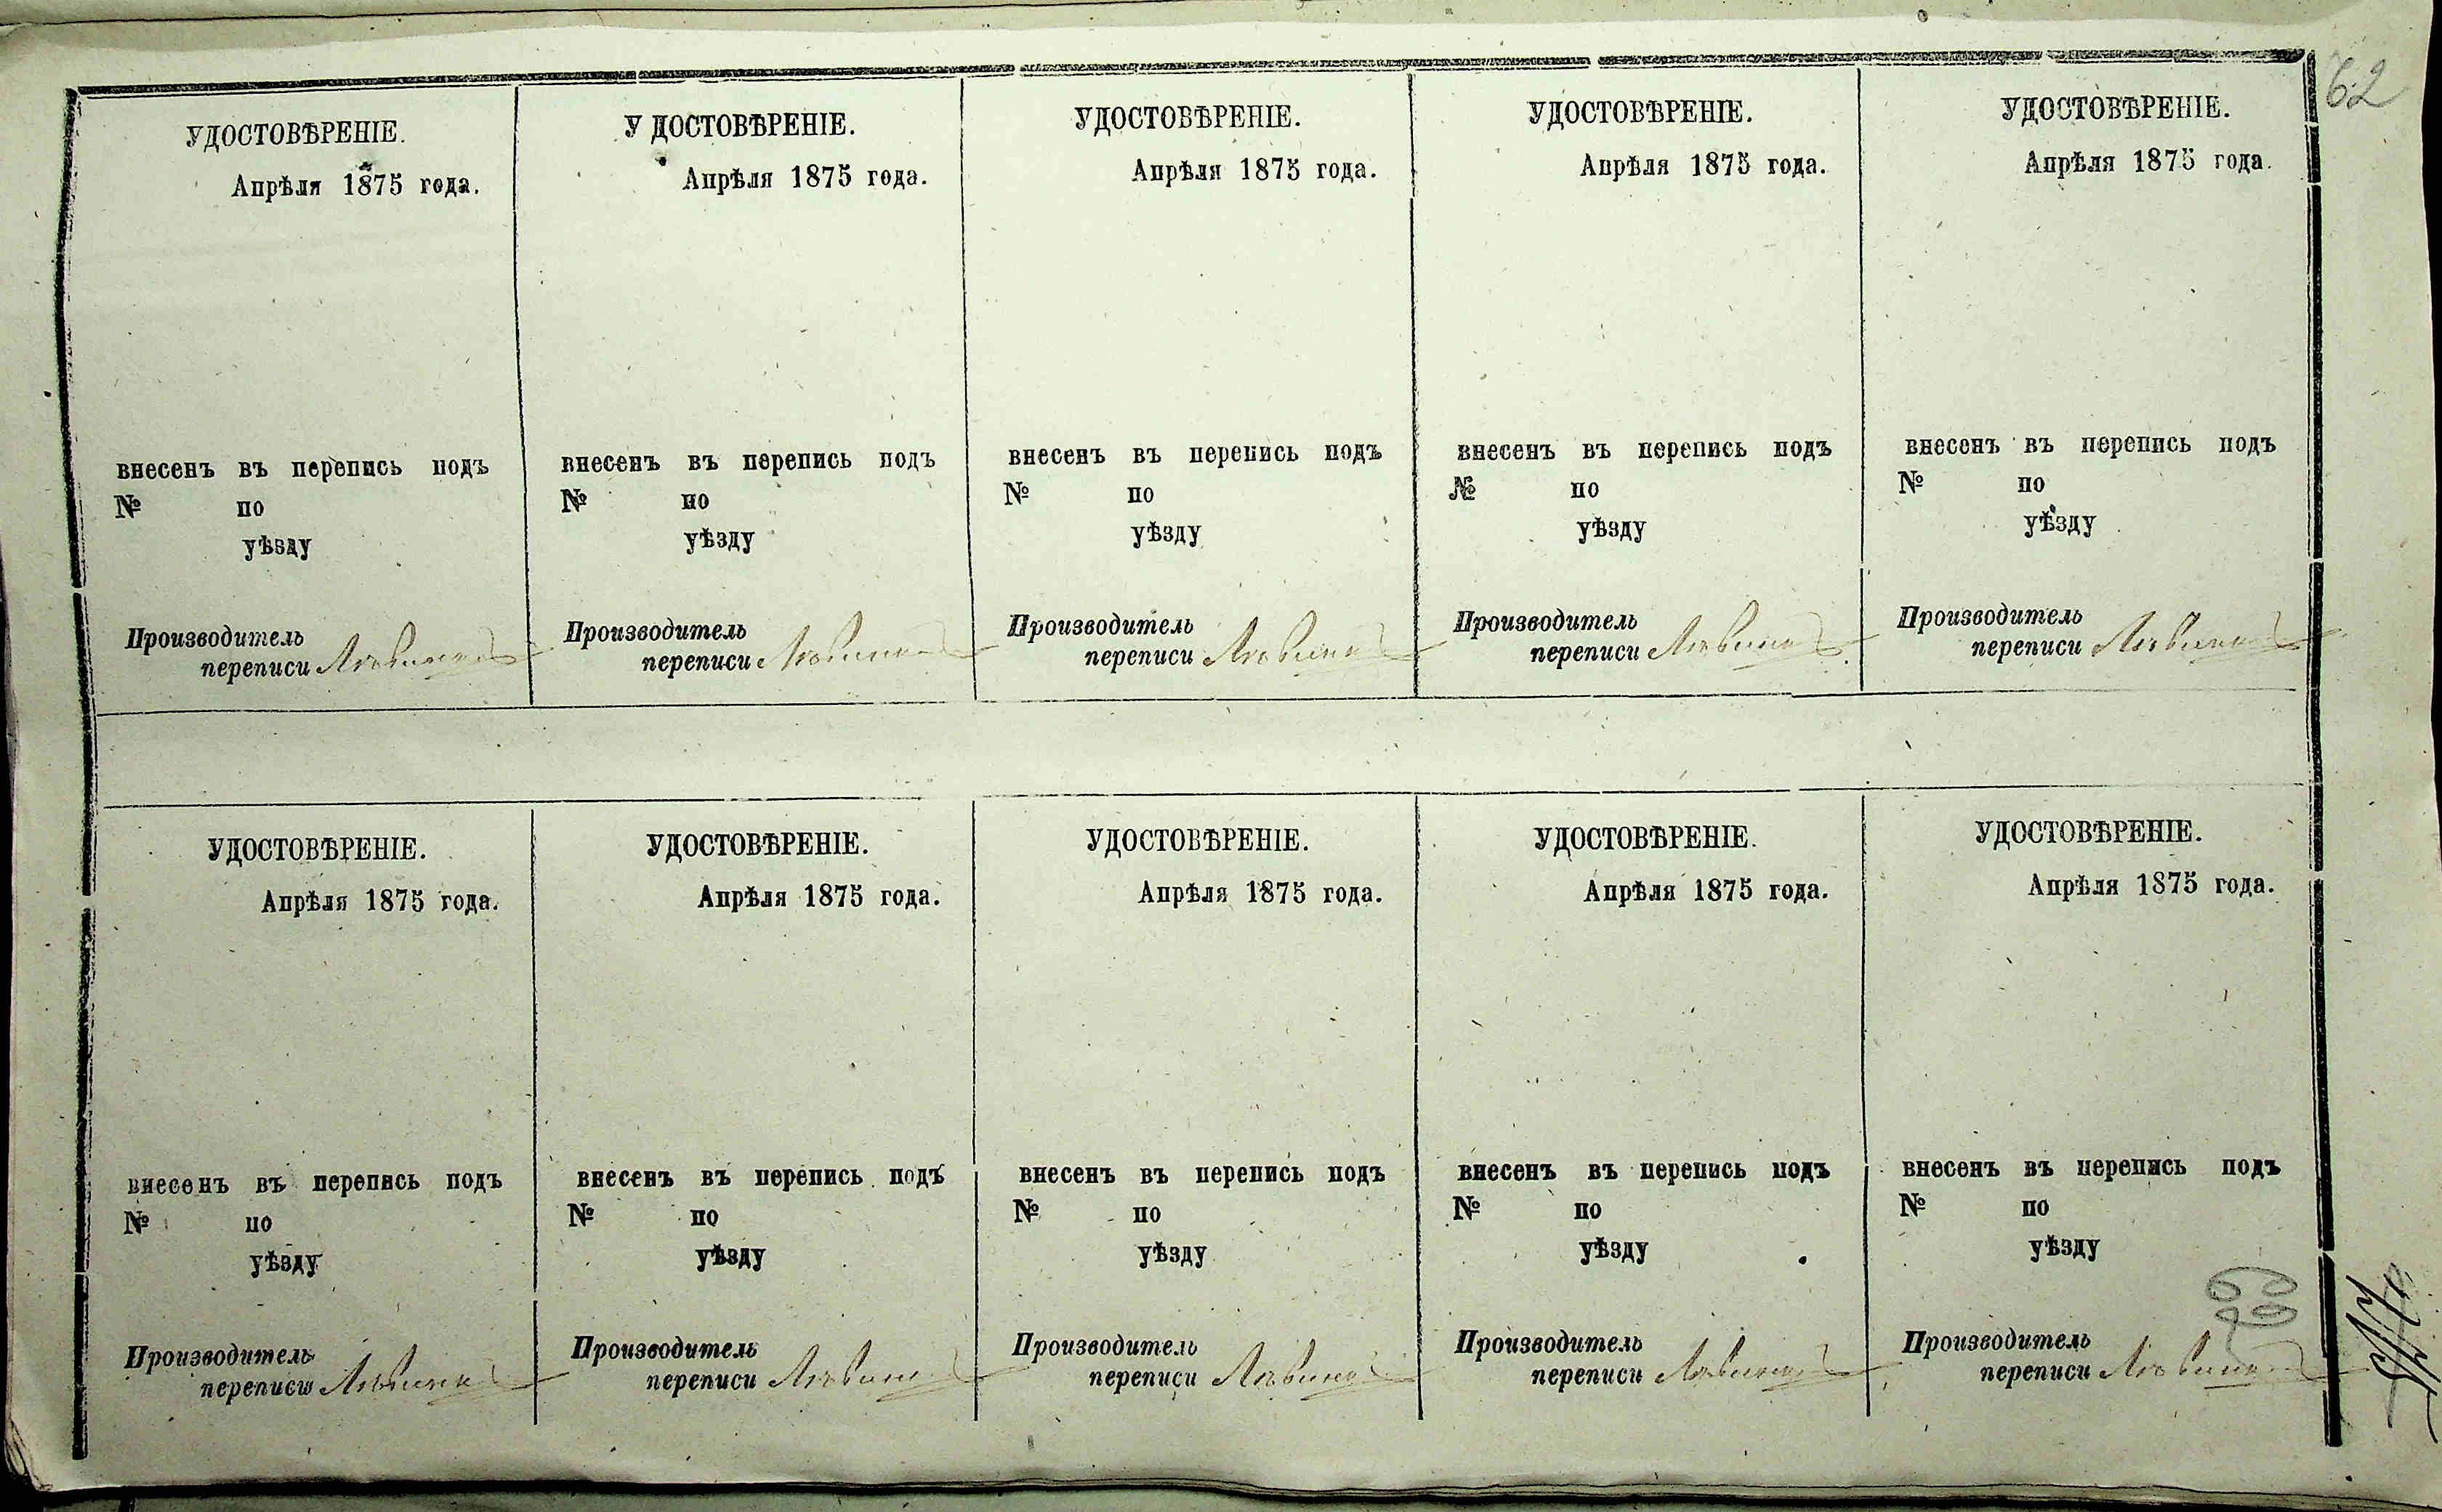 62
УДОСТОВѢРЕНІЕ.
Апрѣля 1875 года.
внесенъ въ перепись подъ
№ по
уѣзду
Производитель
переписи
У ДОСТОВѢРЕНІЕ.
Апрѣля 1875 года.
внесенъ въ перепись подъ
№ по
уѣзду
Производитель
переписи
УДОСТОВѢРЕНІЕ.
Апрѣля 1875 года.
внесенъ въ перепись подъ
№ по
уѣзду
Производитель
переписи
УДОСТОВѢРЕНІЕ.
Апрѣля 1875 года.
внесенъ въ перепись подъ
№ по
уѣзду
Производитель
переписи
УДОСТОВѢРЕНІЕ.
Апрѣля 1875 года.
внесенъ въ перепись подъ
№ по
уѣзду
Производитель
переписи
УДОСТОВѢРЕНІЕ.
Апрѣля 1875 года.
внесенъ въ перепись подъ
№ по
уѣзду
Производитель
переписи
УДОСТОВѢРЕНІЕ.
Апрѣля 1875 года.
внесенъ въ перепись подъ
№ по
уѣзду
Производитель
переписи
УДОСТОВѢРЕНІЕ.
Апрѣля 1875 года.
внесенъ въ перепись подъ
№ по
уѣзду
Производитель
переписи
УДОСТОВѢРЕНІЕ.
Апрѣля 1875 года.
внесенъ въ перепись подъ
№ по
уѣзду
Производитель
переписи
УДОСТОВѢРЕНІЕ.
Апрѣля 1875 года.
внесенъ въ перепись подъ
№ по
уѣзду
Производитель
переписи